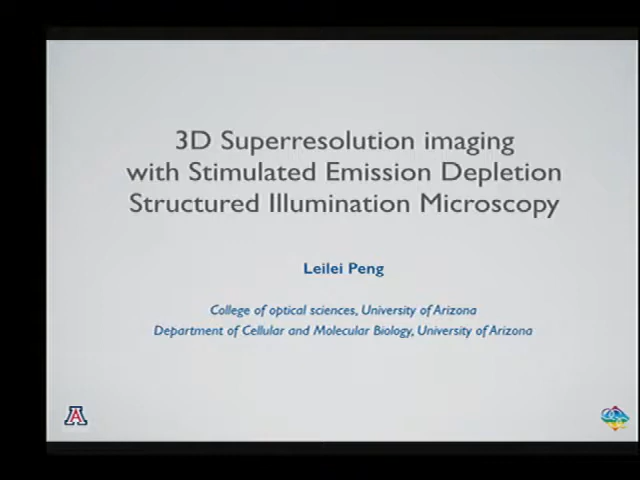 3D Superresolution imaging
with Stimulated Emission Depletion
Structured Illumination Microscopy
Leilei Peng
College of optical sciences, University of Arizona
Department of Cellular and Molecular Biology, University of Arizona
A